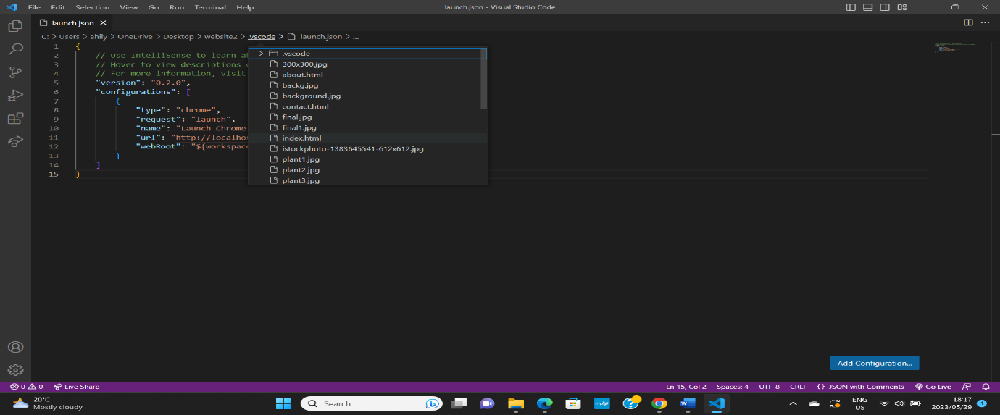 File Edit Selection View Go Run Terminal Help
launch.json - Visual Studio Code
launch.json
C: > Users > ahily > OneDrive > Desktop > website2 > .vscode > launch.json > ...
1 {
2 // Use IntelliSense to learn a
3 // Hover to view descriptions
4 // For more information, visit
5 "version": "0.2.0",
6 "configurations": [
7 {
8 "type": "chrome",
9 "request": "launch",
10 "name": "Launch Chrome
11 "url": "http://localhos
12 "webRoot": "${workspac
13 }
14 ]
15 }
> .vscode
300x300.jpg
about.html
backg.jpg
background.jpg
contact.html
final.jpg
final1.jpg
index.html
istockphoto-1383645541-612x612.jpg
plant1.jpg
plant2.jpg
plant3.jpg
Add Configuration...
0 0 Live Share
Ln 15, Col 2 Spaces: 4 UTF-8 CRLF {} JSON with Comments Go Live
20°C
Mostly cloudy
Search
ENG
US
18:17
2023/05/29
1